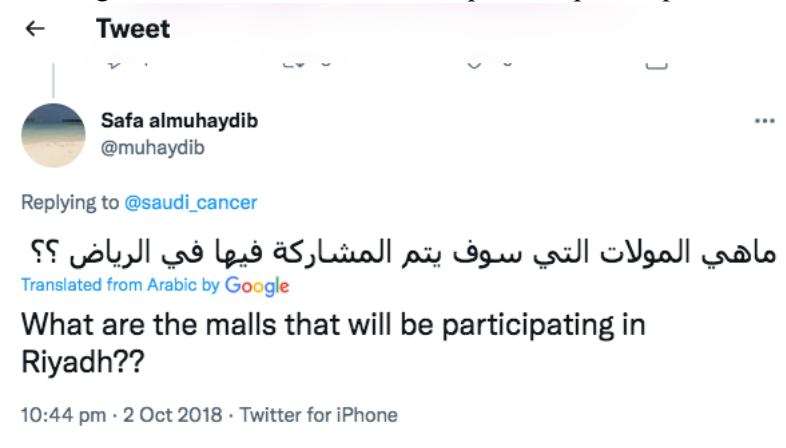 Tweet
Safa almuhaydib
@muhaydib
Replying to @saudi_cancer
ماهي المولات التي سوف يتم المشاركة فيها في الرياض ؟؟
Translated from Arabic by Google
What are the malls that will be participating in
Riyadh??
10:44 pm · 2 Oct 2018 · Twitter for iPhone